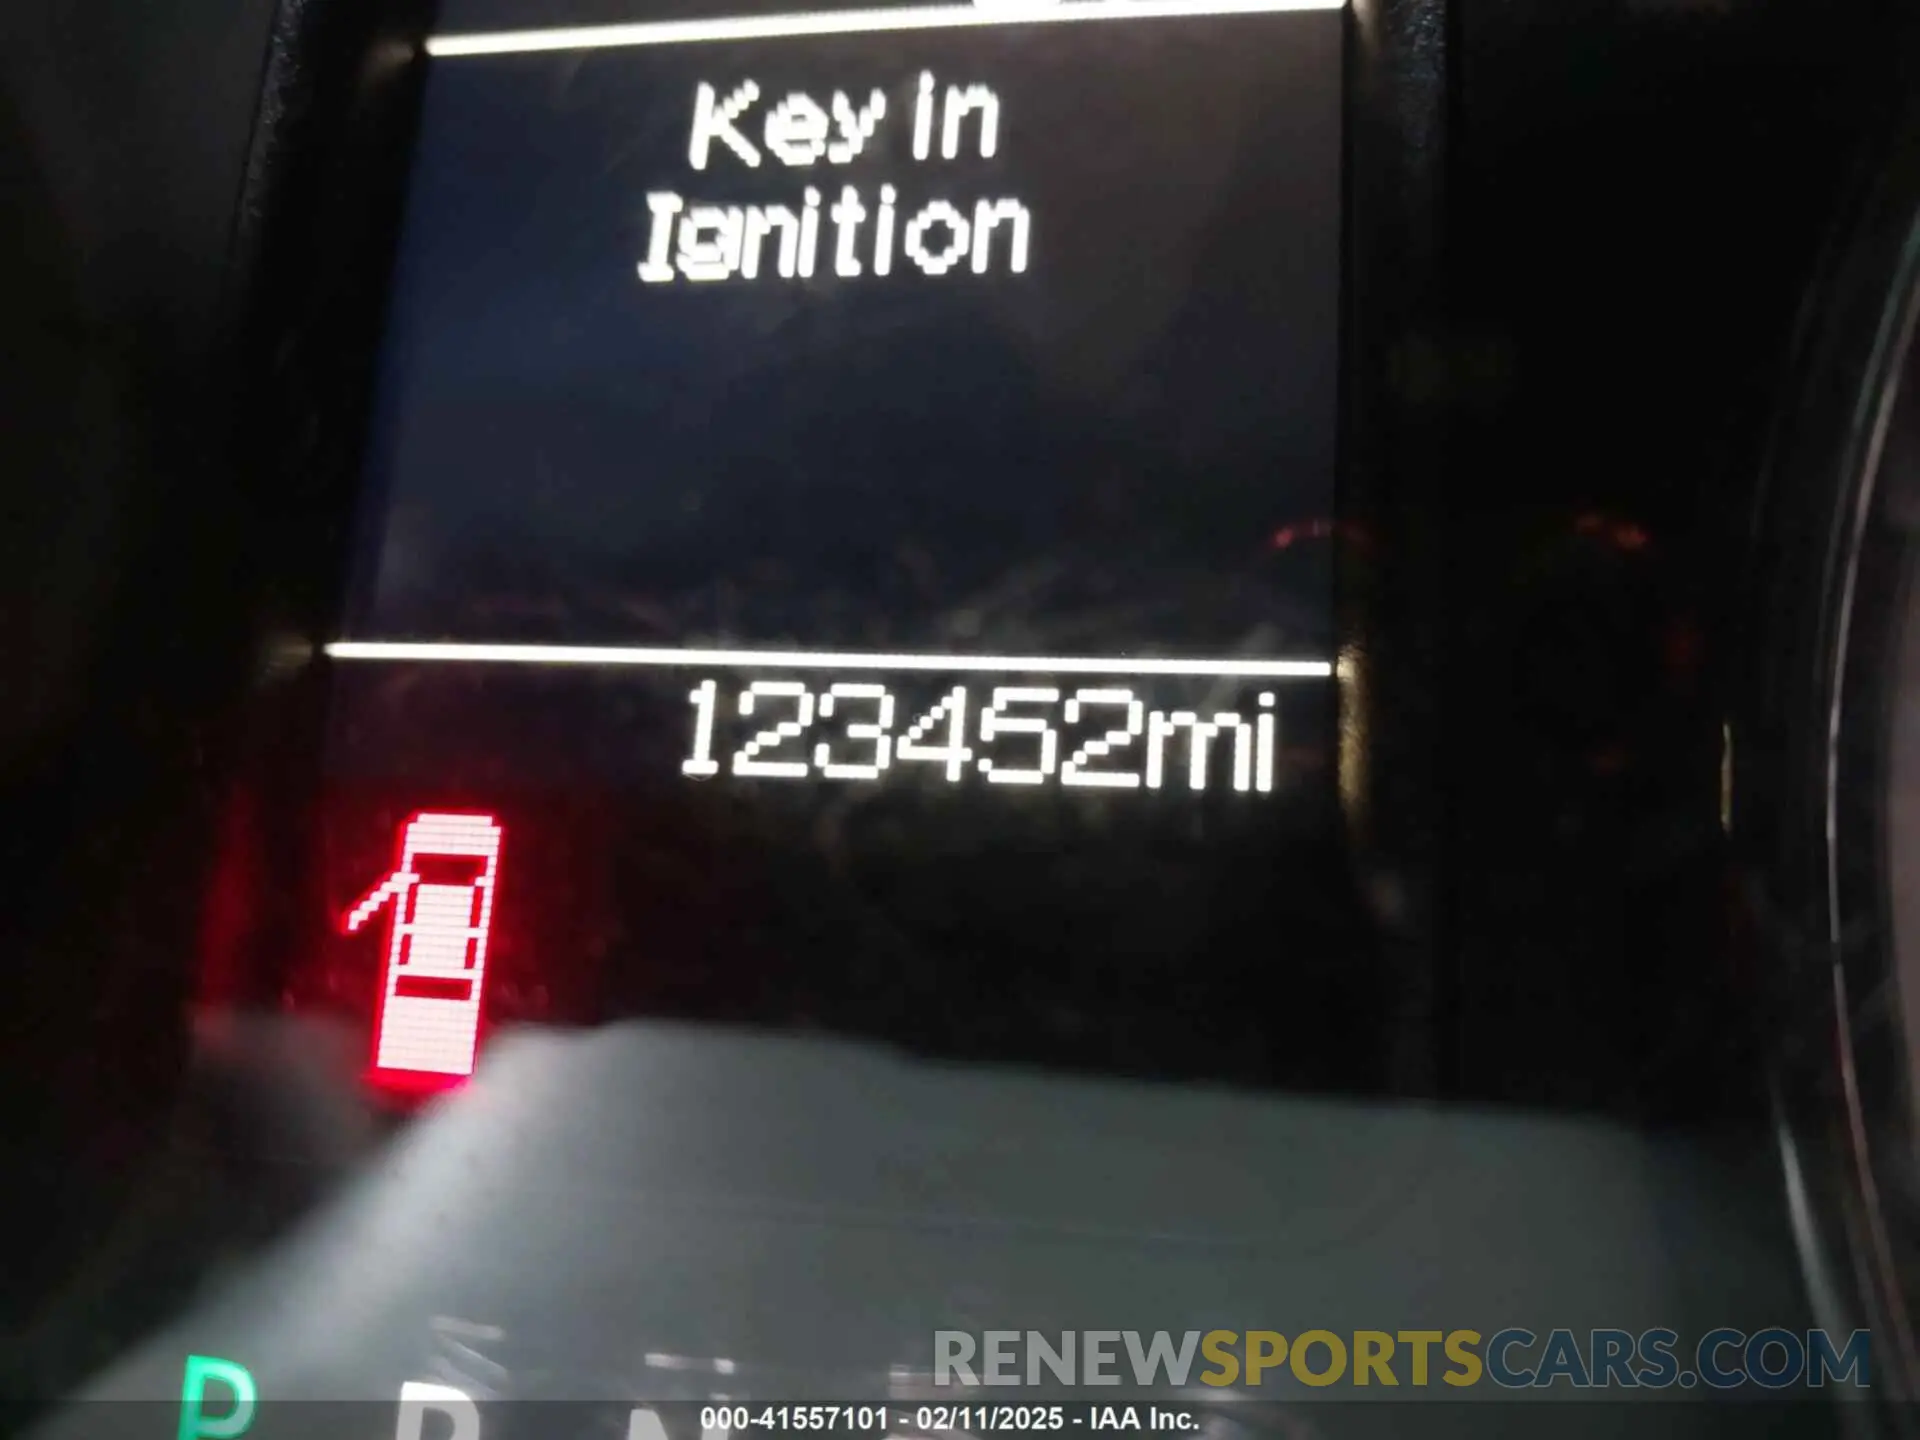 Key in
Ignition
123452mi
P R N
RENEWSPORTSCARS.COM
000-41557101 - 02/11/2025 - IAA Inc.